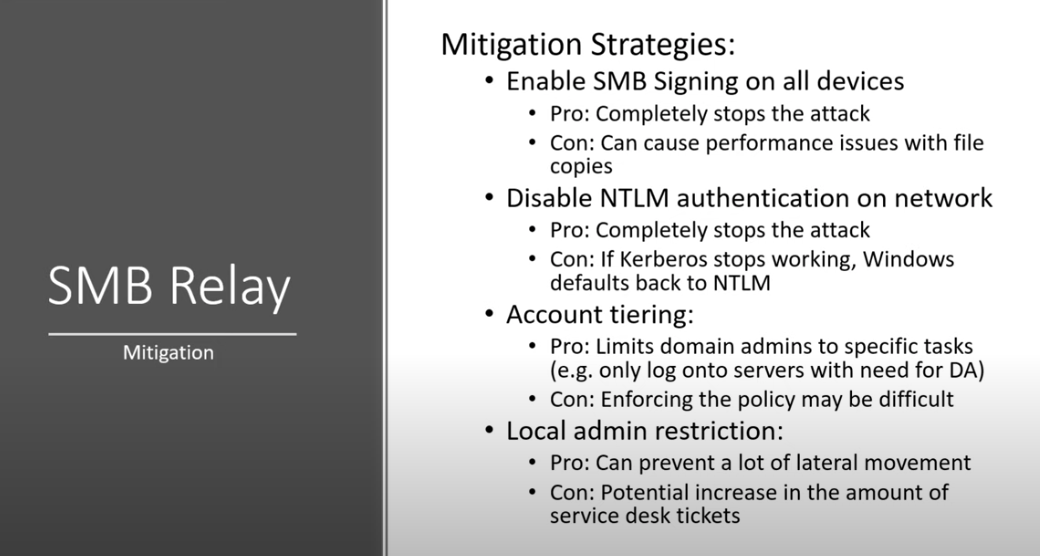 SMB Relay
Mitigation
Mitigation Strategies:
• Enable SMB Signing on all devices
• Pro: Completely stops the attack
• Con: Can cause performance issues with file
copies
• Disable NTLM authentication on network
• Pro: Completely stops the attack
• Con: If Kerberos stops working, Windows
defaults back to NTLM
• Account tiering:
• Pro: Limits domain admins to specific tasks
(e.g. only log onto servers with need for DA)
• Con: Enforcing the policy may be difficult
• Local admin restriction:
• Pro: Can prevent a lot of lateral movement
• Con: Potential increase in the amount of
service desk tickets